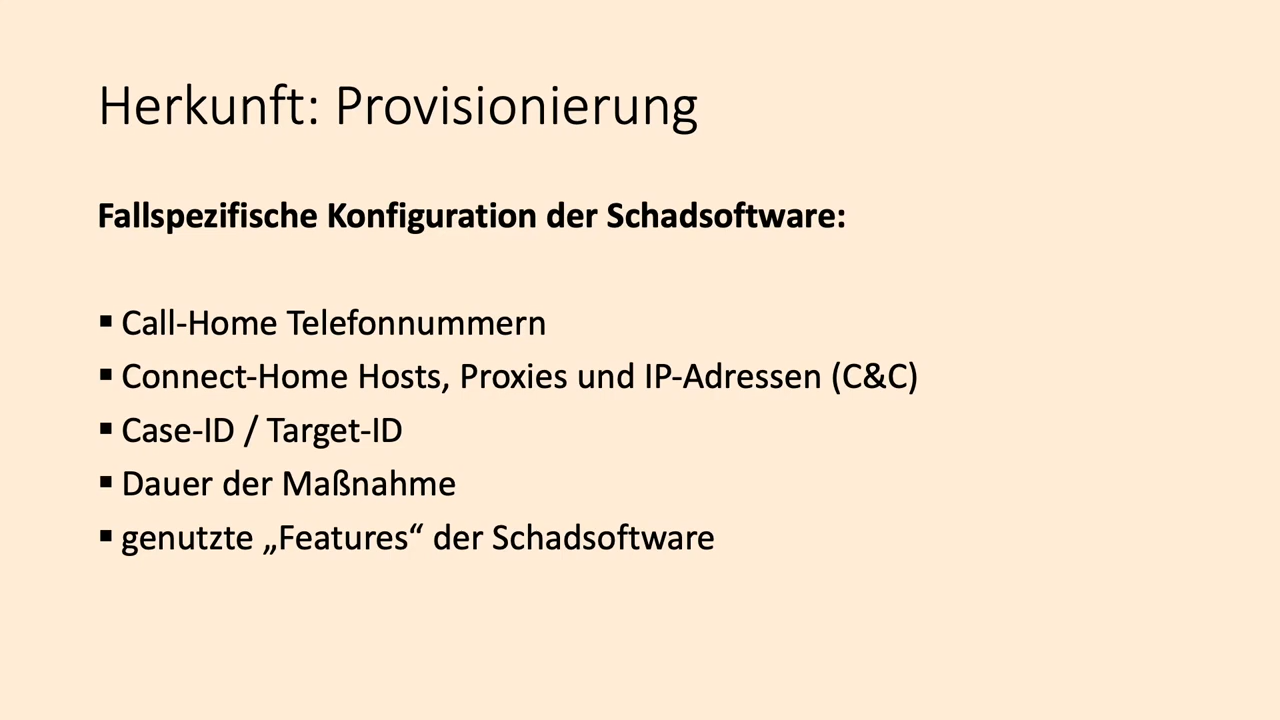 Herkunft: Provisionierung
Fallspezifische Konfiguration der Schadsoftware:
▪ Call-Home Telefonnummern
▪ Connect-Home Hosts, Proxies und IP-Adressen (C&C)
▪ Case-ID / Target-ID
▪ Dauer der Maßnahme
▪ genutzte „Features“ der Schadsoftware